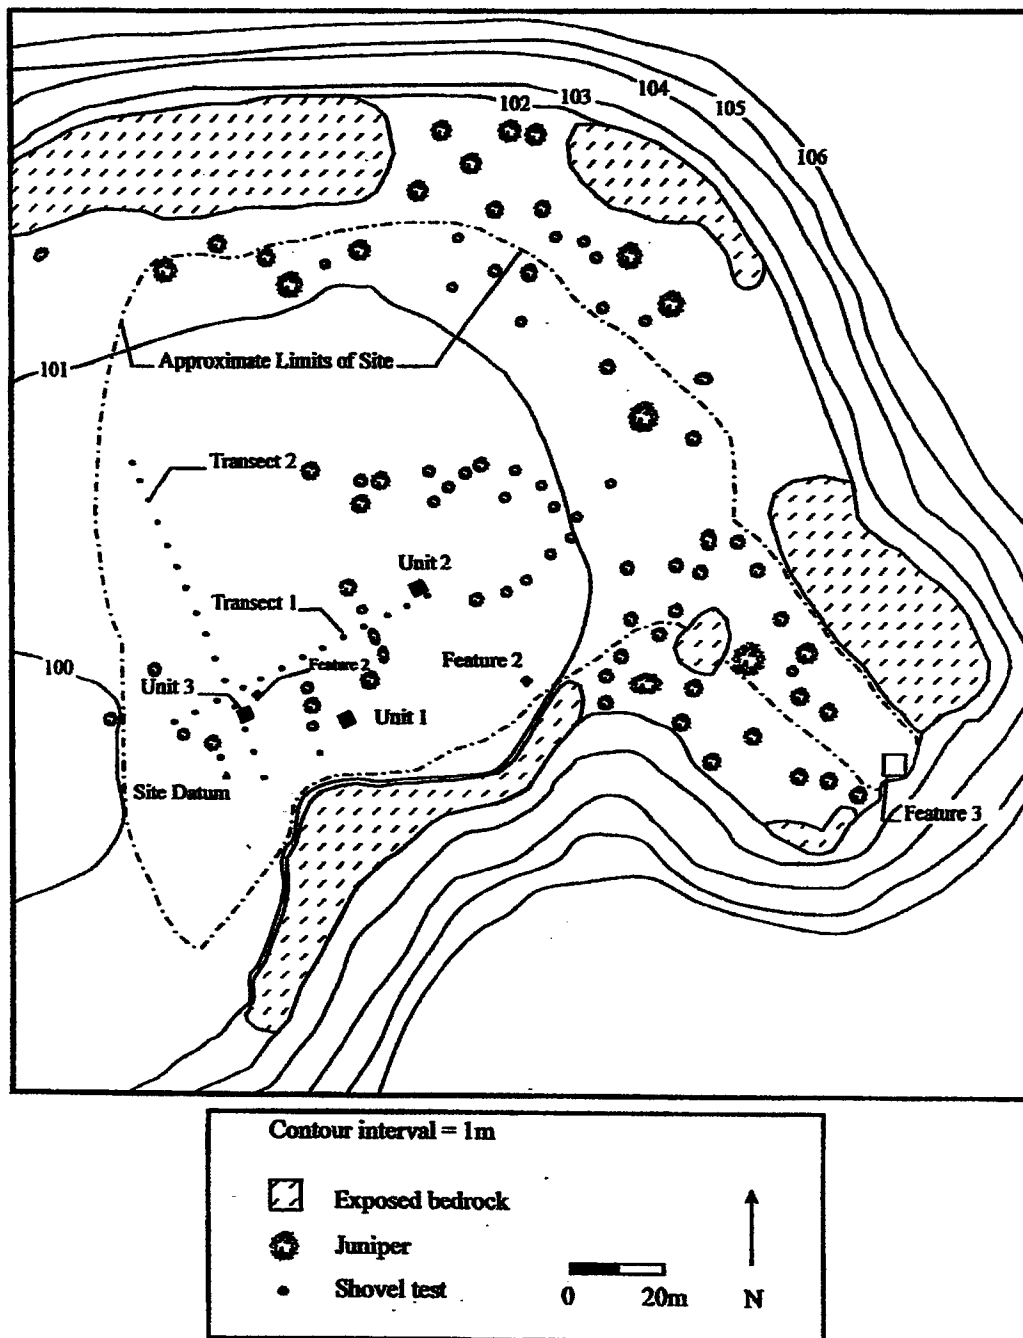 102
103
104
105
106
101
Approximate Limits of Site
Transect 2
Unit 2
Transect 1
100
Feature 2
Feature 2
Unit 3
Unit 1
Site Datum
Feature 3
Contour interval = 1m
Exposed bedrock
Juniper
Shovel test
0
20m
N